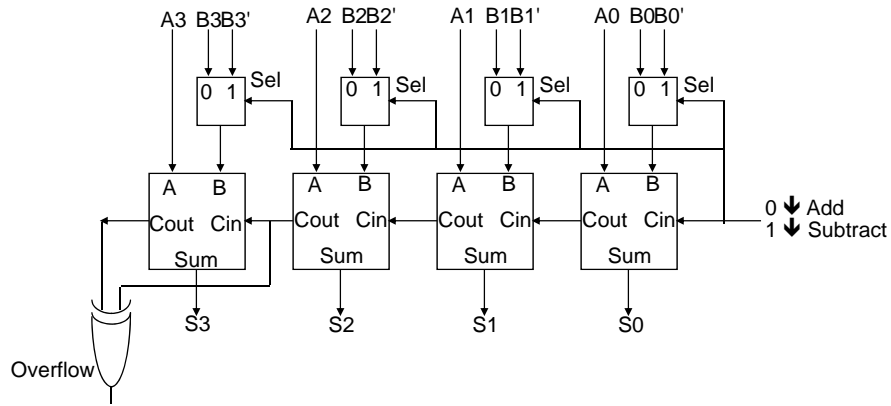 A3 B3B3' A2 B2B2' A1 B1B1' A0 B0B0'
0 1 Sel 0 1 Sel 0 1 Sel 0 1 Sel
A B A B A B A B
Cout Cin Cout Cin Cout Cin Cout Cin
0 🡻 Add
1 🡻 Subtract
Sum Sum Sum Sum
S3 S2 S1 S0
Overflow